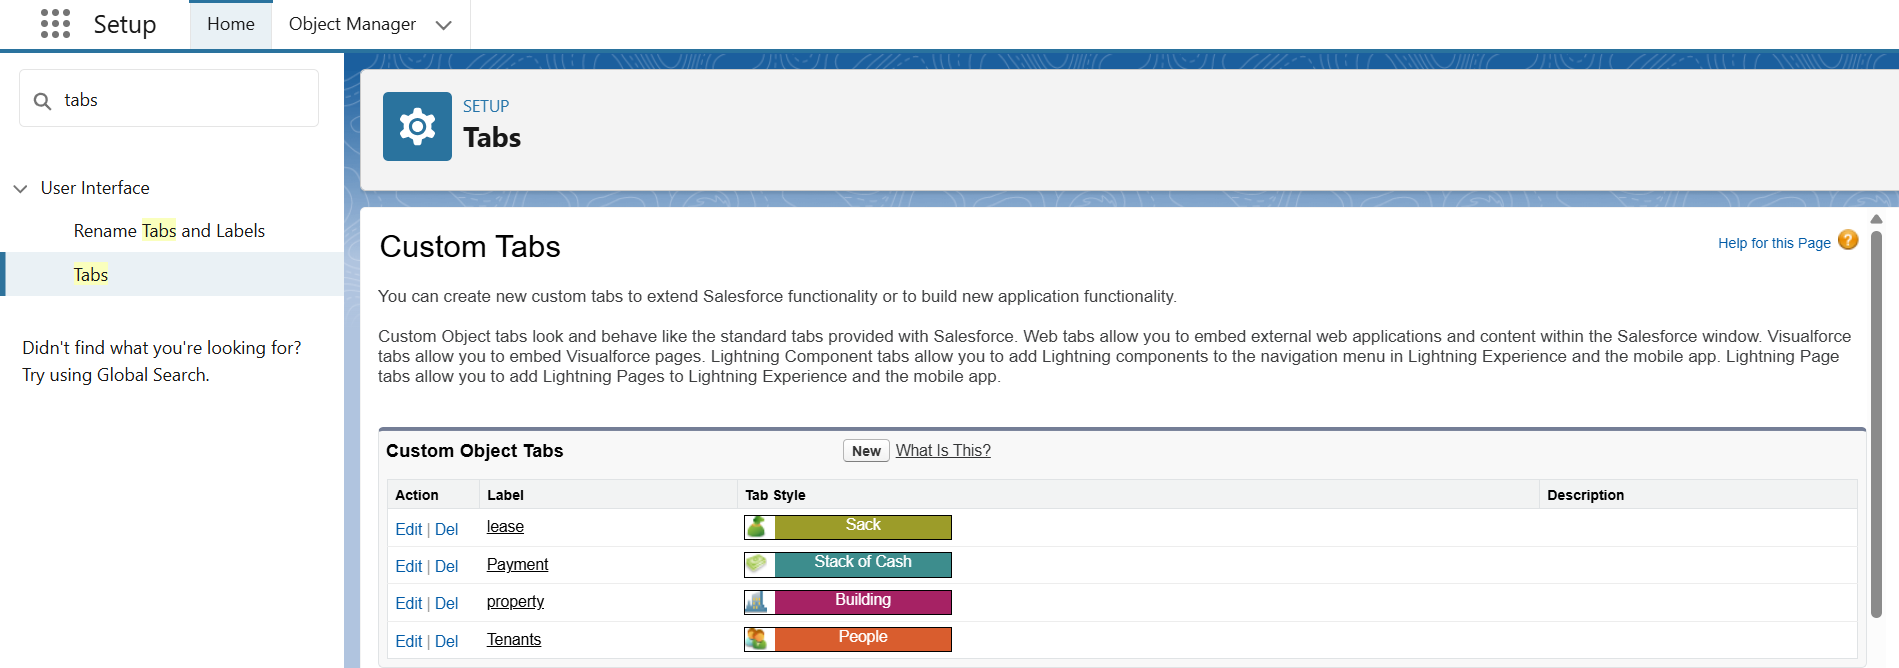 Setup Home Object Manager
tabs
User Interface
Rename Tabs and Labels
Tabs
Didn't find what you're looking for?
Try using Global Search.
SETUP
Tabs
Custom Tabs
Help for this Page ?
You can create new custom tabs to extend Salesforce functionality or to build new application functionality.
Custom Object tabs look and behave like the standard tabs provided with Salesforce. Web tabs allow you to embed external web applications and content within the Salesforce window. Visualforce
tabs allow you to embed Visualforce pages. Lightning Component tabs allow you to add Lightning components to the navigation menu in Lightning Experience and the mobile app. Lightning Page
tabs allow you to add Lightning Pages to Lightning Experience and the mobile app.
Custom Object Tabs New What Is This?
Action Label Tab Style Description
Edit | Del lease Sack
Edit | Del Payment Stack of Cash
Edit | Del property Building
Edit | Del Tenants People